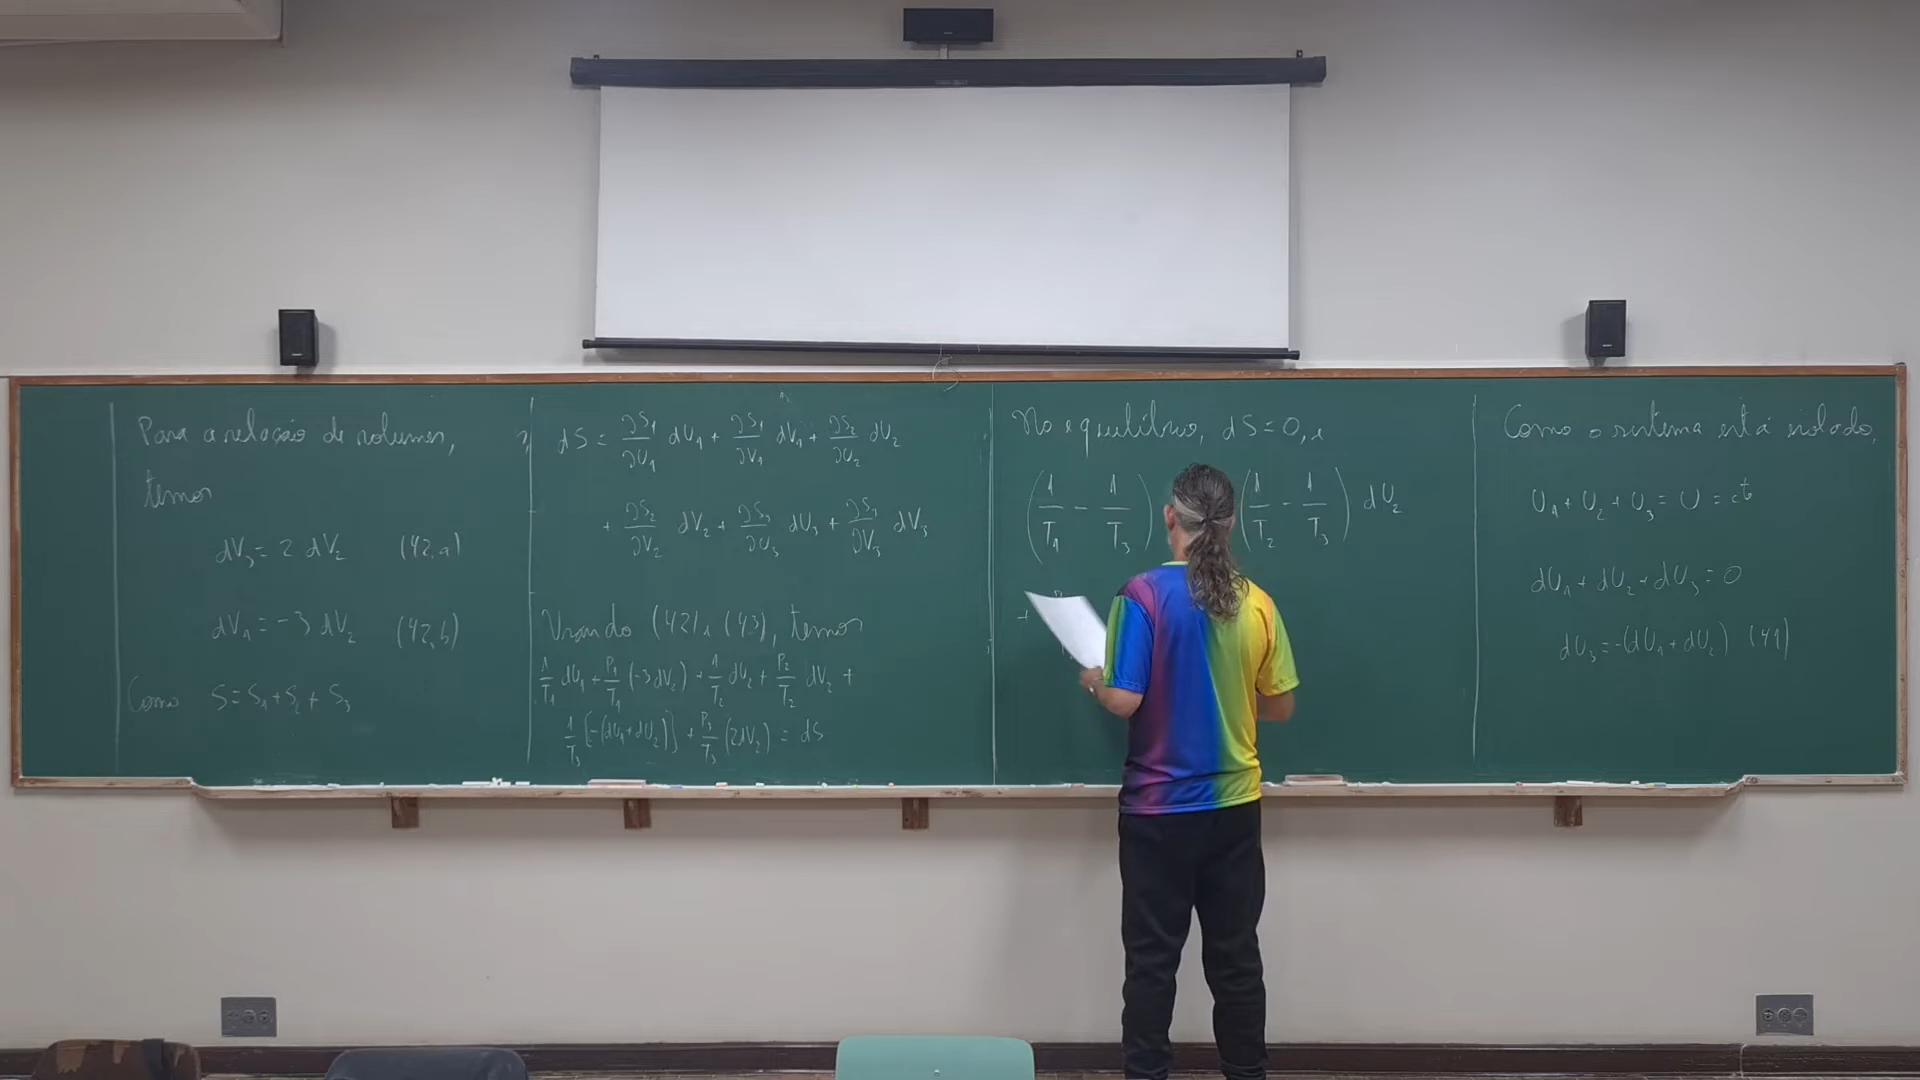 Para a relação de volumes,
temos
dV₃ = 2 dV₂ (42,a)
dV₁ = -3 dV₂ (42,b)
Como S = S₁ + S₂ + S₃
dS = ∂S₁/∂U₁ dU₁ + ∂S₁/∂V₁ dV₁ + ∂S₂/∂U₂ dU₂
+ ∂S₂/∂V₂ dV₂ + ∂S₃/∂U₃ dU₃ + ∂S₃/∂V₃ dV₃
Usando (42) e (43), temos
1/T₁ dU₁ + P₁/T₁ (-3dV₂) + 1/T₂ dU₂ + P₂/T₂ dV₂ +
1/T₃ [-(dU₁+dU₂)] + P₃/T₃ (2dV₂) = dS
No equilíbrio, dS = 0, e
(1/T₁ - 1/T₃) (1/T₂ - 1/T₃) dU₂
+
Como o sistema está isolado,
U₁ + U₂ + U₃ = U = cᵗᵉ
dU₁ + dU₂ + dU₃ = 0
dU₃ = -(dU₁ + dU₂) (41)